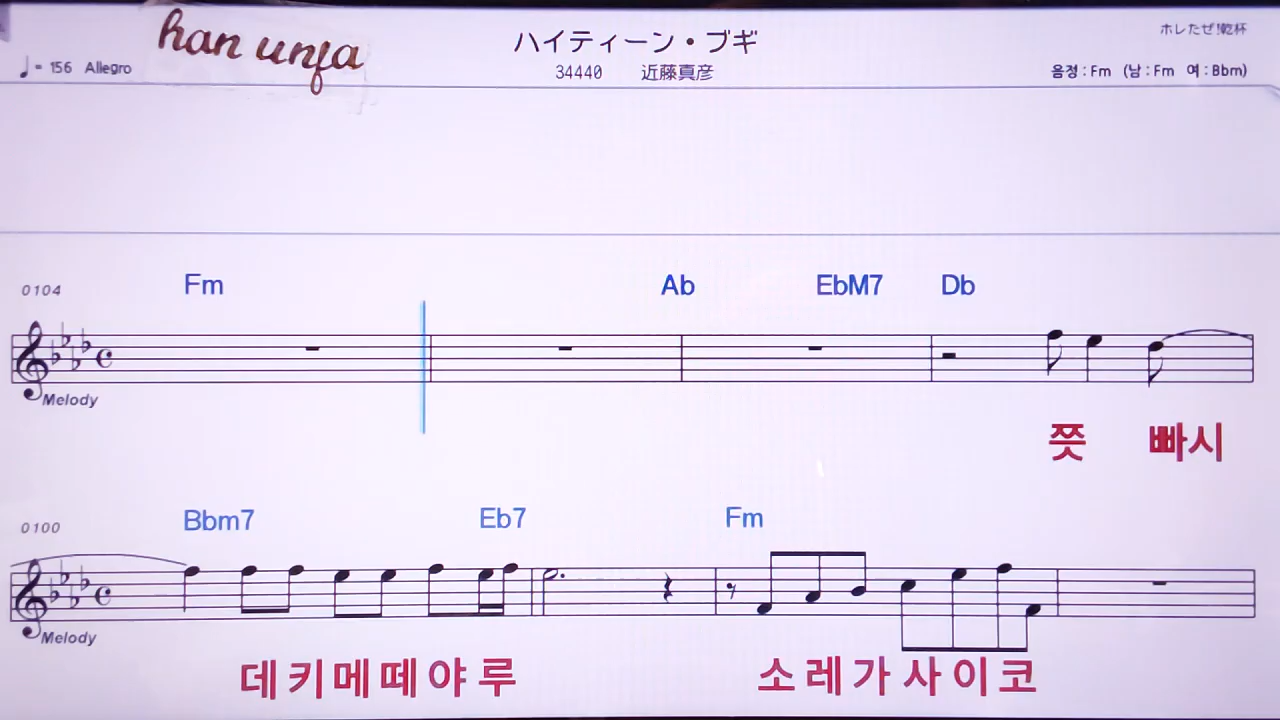 han unfa
ハイティーン・ブギ
ホレたぜ!乾杯
♩= 156 Allegro
34440 近藤真彦
음정 : Fm (남 : Fm 여 : Bbm)
Fm Ab EbM7 Db
0104
Melody
쯧 빠시
Bbm7 Eb7 Fm
0100
Melody
데키메떼야루 소레가사이코